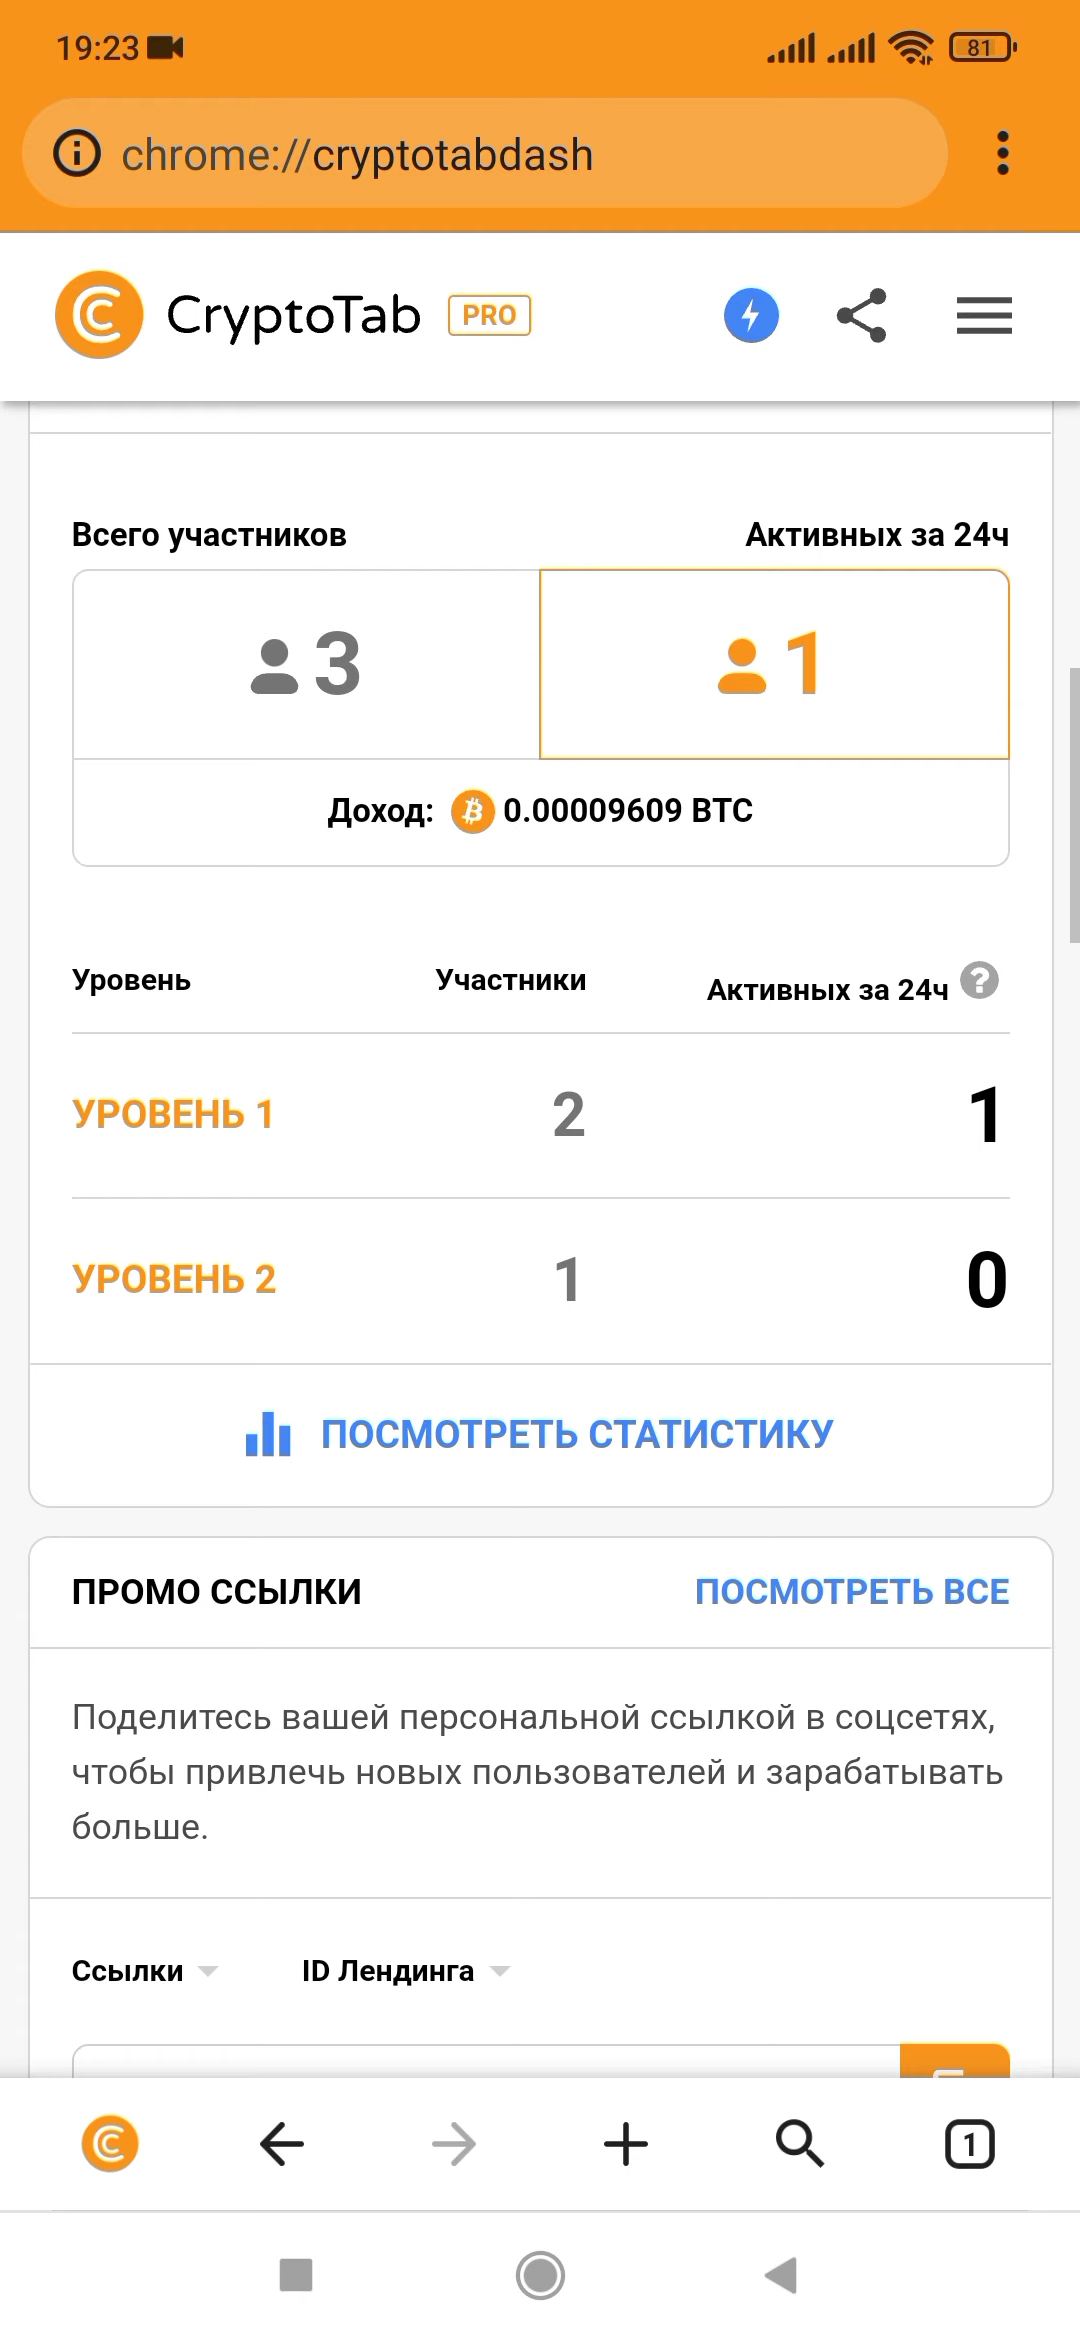 19:23
81
chrome://cryptotabdash
CryptoTab PRO
Всего участников Активных за 24ч
3 1
Доход: 0.00009609 BTC
Уровень Участники Активных за 24ч ?
УРОВЕНЬ 1 2 1
УРОВЕНЬ 2 1 0
ПОСМОТРЕТЬ СТАТИСТИКУ
ПРОМО ССЫЛКИ ПОСМОТРЕТЬ ВСЕ
Поделитесь вашей персональной ссылкой в соцсетях,
чтобы привлечь новых пользователей и зарабатывать
больше.
Ссылки ID Лендинга
1